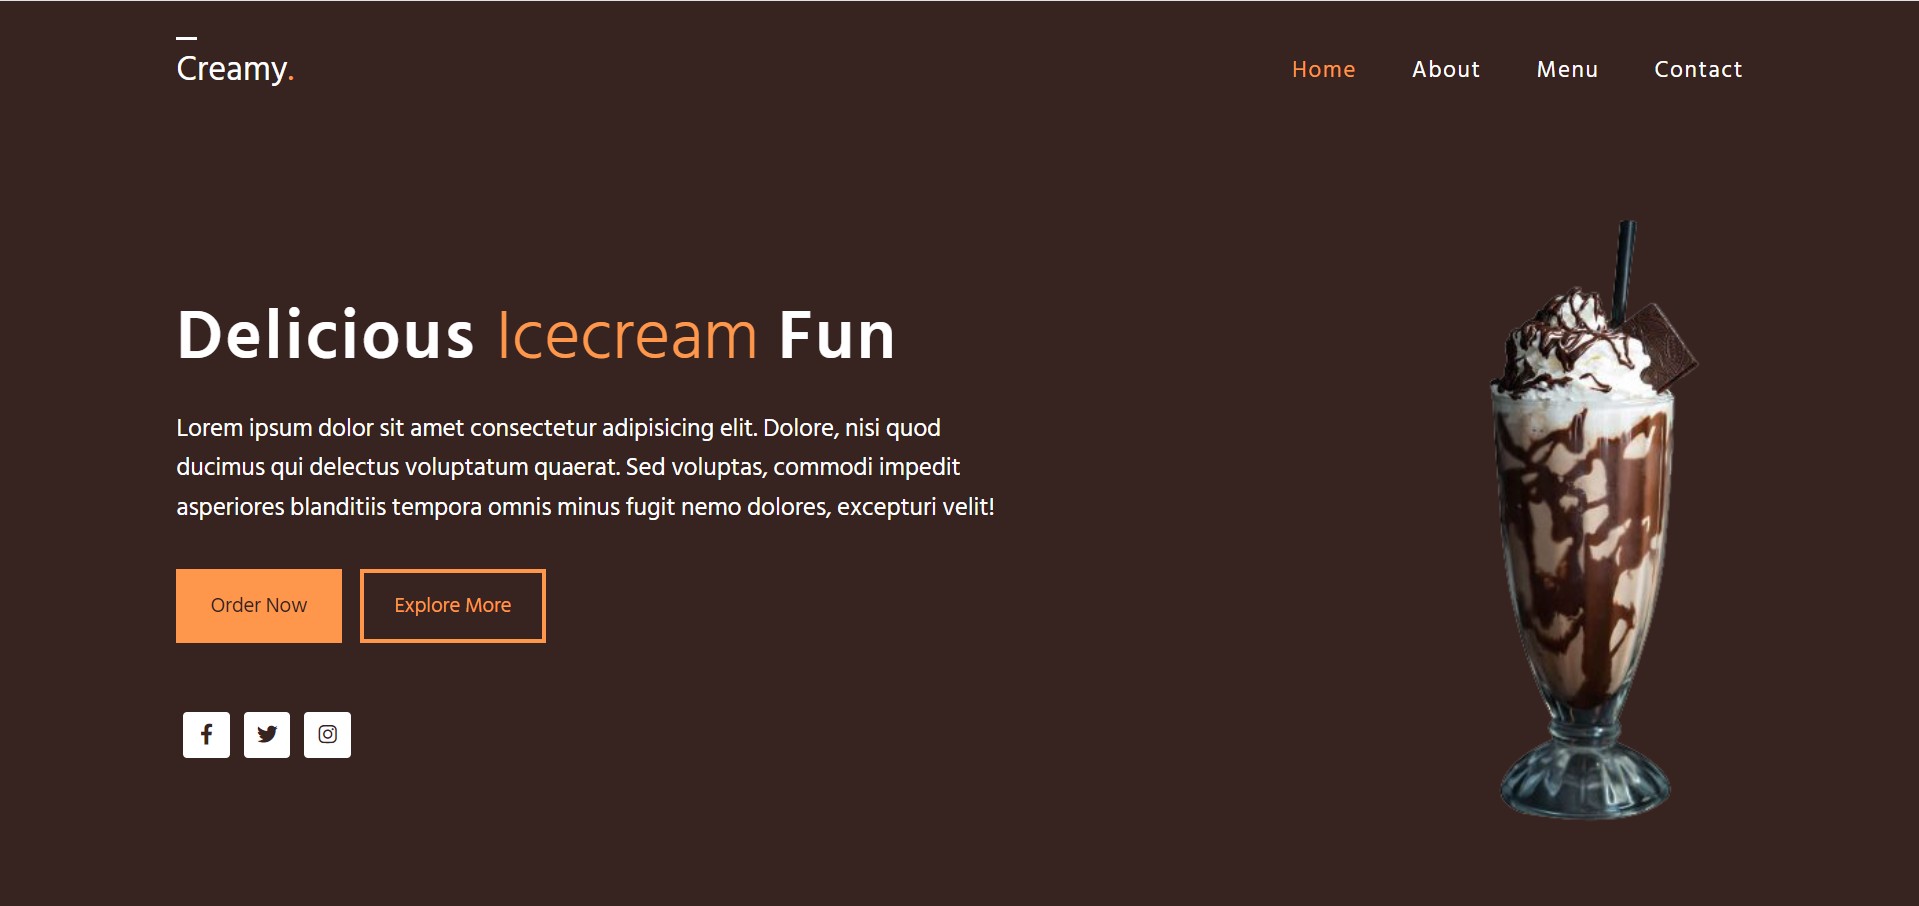 Creamy.
Home About Menu Contact
Delicious Icecream Fun
Lorem ipsum dolor sit amet consectetur adipisicing elit. Dolore, nisi quod
ducimus qui delectus voluptatum quaerat. Sed voluptas, commodi impedit
asperiores blanditiis tempora omnis minus fugit nemo dolores, excepturi velit!
Order Now Explore More